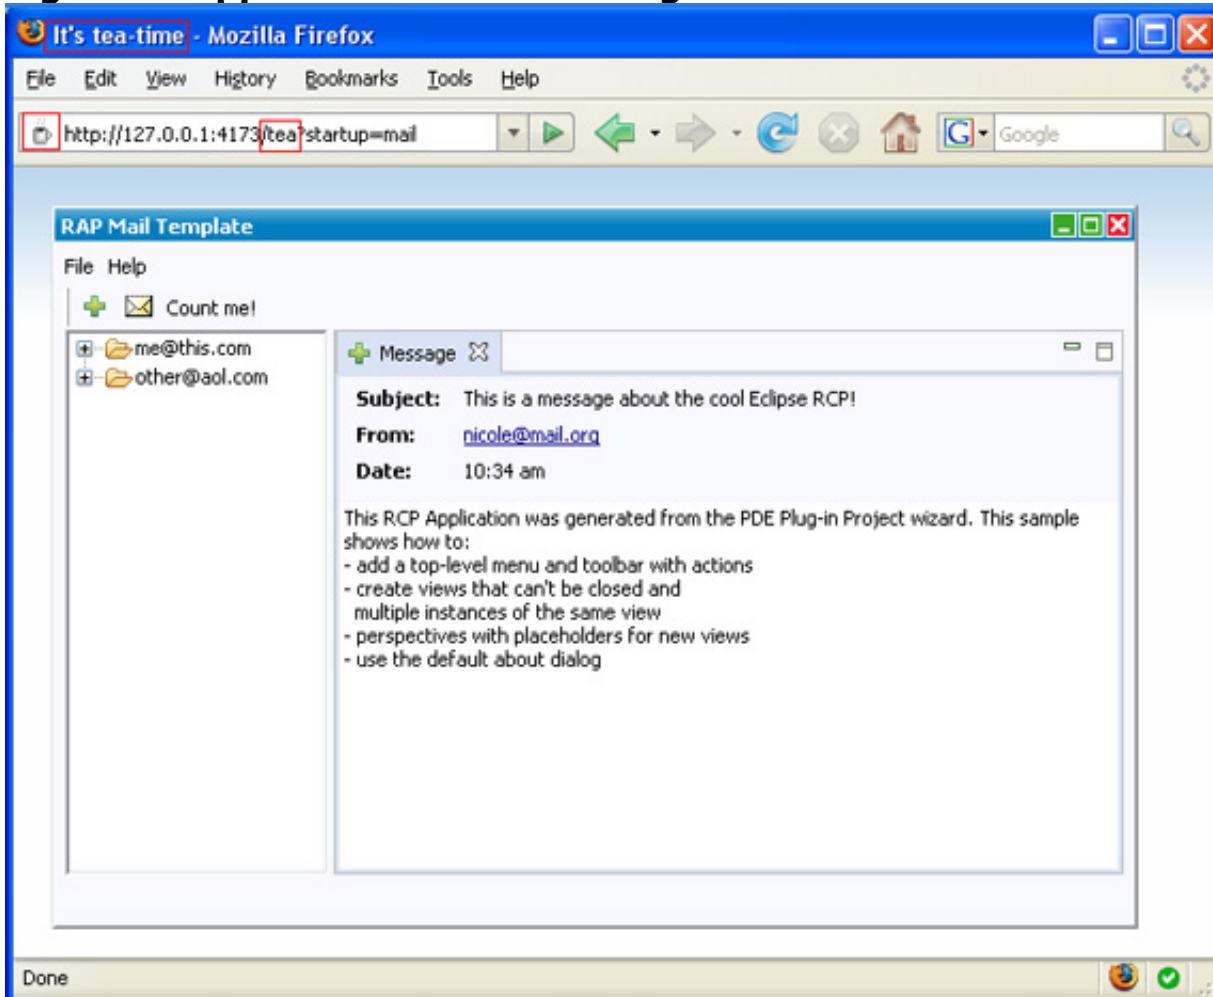 It's tea-time - Mozilla Firefox
File Edit View History Bookmarks Tools Help
http://127.0.0.1:4173/tea?startup=mail G Google
RAP Mail Template
File Help
Count me!
me@this.com
other@aol.com
Message
Subject: This is a message about the cool Eclipse RCP!
From: nicole@mail.org
Date: 10:34 am
This RCP Application was generated from the PDE Plug-in Project wizard. This sample
shows how to:
- add a top-level menu and toolbar with actions
- create views that can't be closed and
multiple instances of the same view
- perspectives with placeholders for new views
- use the default about dialog
Done